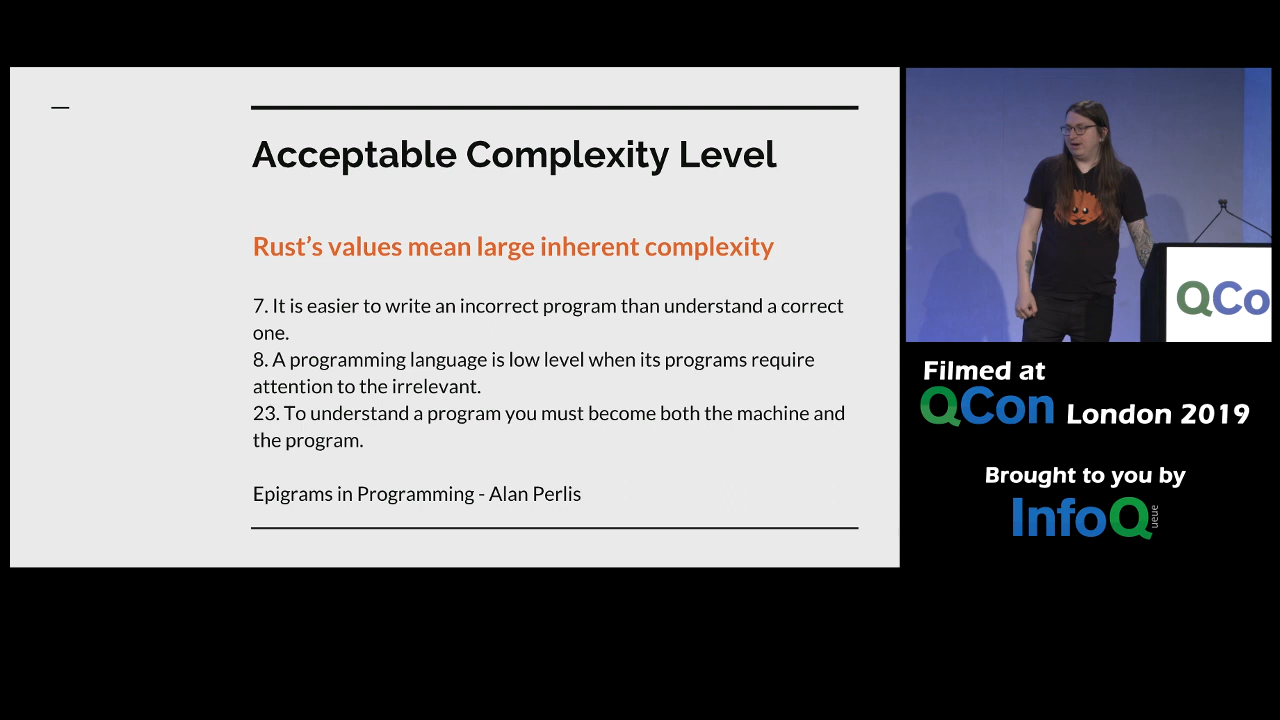 Acceptable Complexity Level
Rust’s values mean large inherent complexity
7. It is easier to write an incorrect program than understand a correct
one.
8. A programming language is low level when its programs require
attention to the irrelevant.
23. To understand a program you must become both the machine and
the program.
Epigrams in Programming - Alan Perlis
QCo
Filmed at
QCon London 2019
Brought to you by
InfoQ
ueue